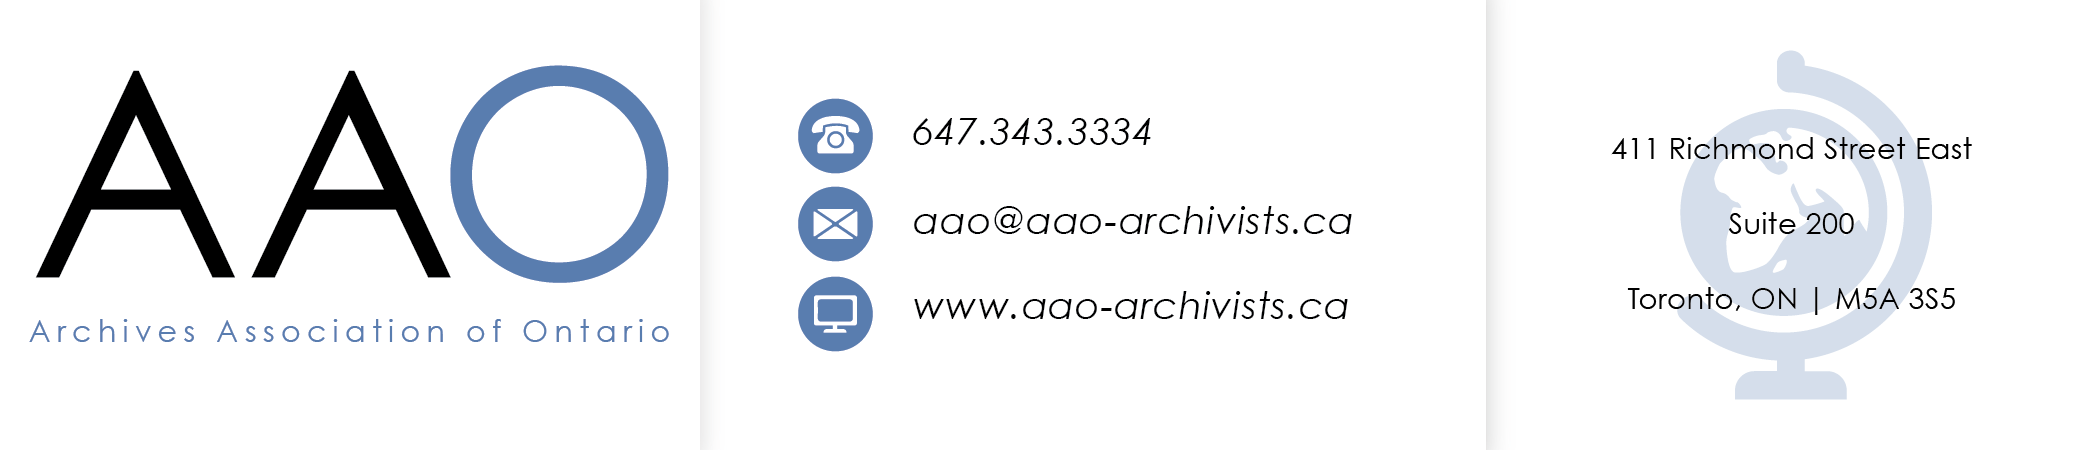 AAO
Archives Association of Ontario
647.343.3334
aao@aao-archivists.ca
www.aao-archivists.ca
411 Richmond Street East
Suite 200
Toronto, ON | M5A 3S5